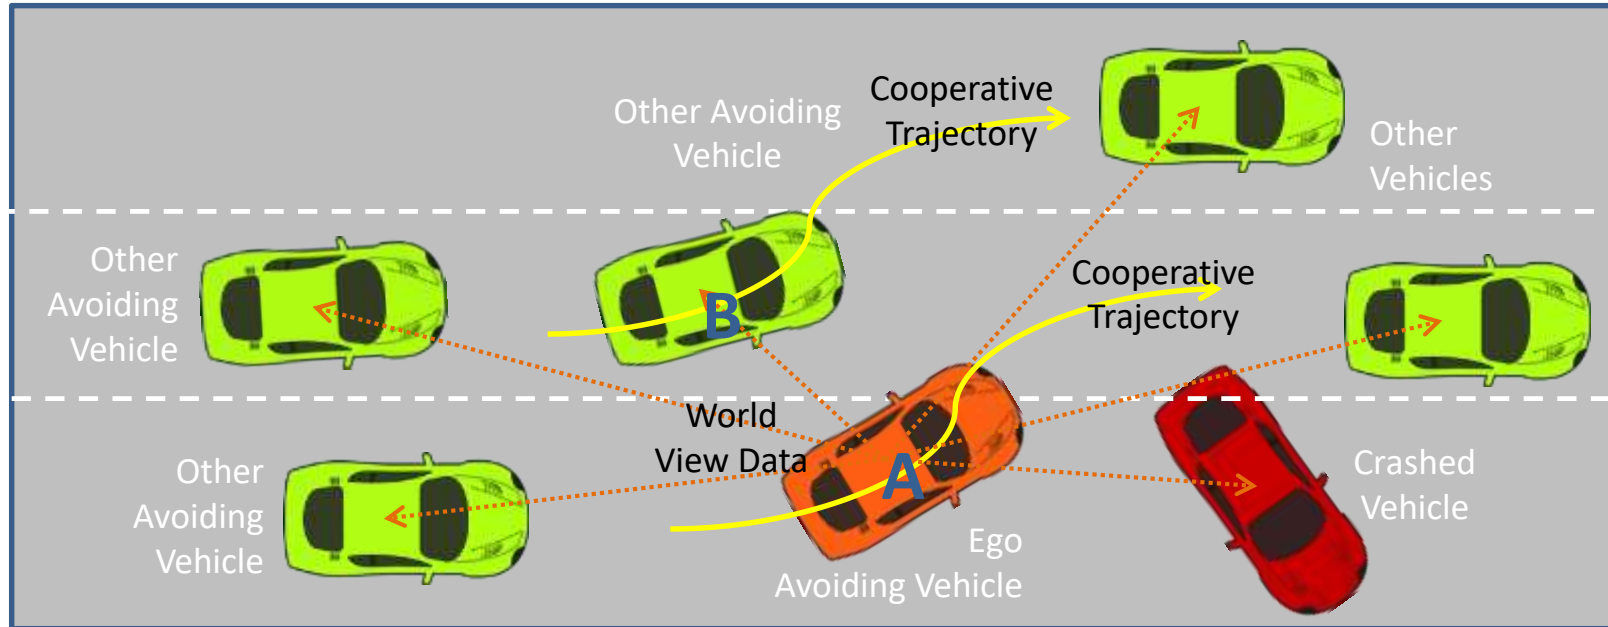 Other Avoiding
Vehicle
Cooperative
Trajectory
Other
Vehicles
Other
Avoiding
Vehicle
B
Cooperative
Trajectory
World
View Data
A
Other
Avoiding
Vehicle
Ego
Avoiding Vehicle
Crashed
Vehicle